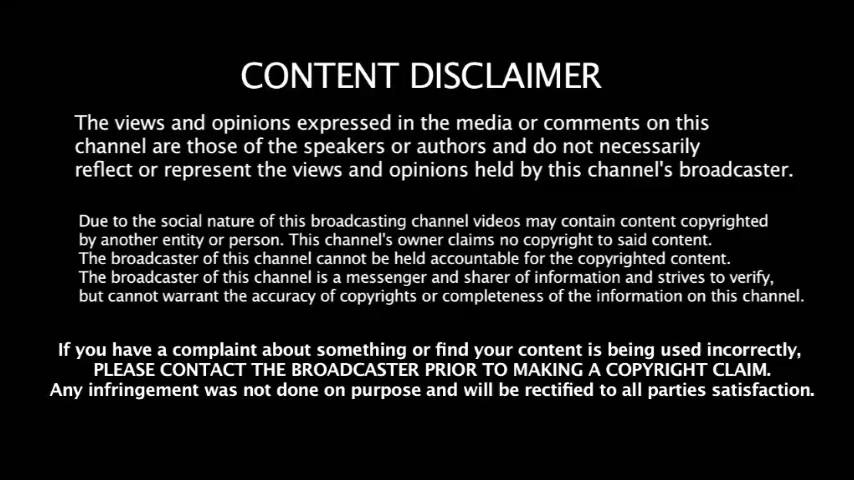 CONTENT DISCLAIMER
The views and opinions expressed in the media or comments on this
channel are those of the speakers or authors and do not necessarily
reflect or represent the views and opinions held by this channel's broadcaster.
Due to the social nature of this broadcasting channel videos may contain content copyrighted
by another entity or person. This channel's owner claims no copyright to said content.
The broadcaster of this channel cannot be held accountable for the copyrighted content.
The broadcaster of this channel is a messenger and sharer of information and strives to verify,
but cannot warrant the accuracy of copyrights or completeness of the information on this channel.
If you have a complaint about something or find your content is being used incorrectly,
PLEASE CONTACT THE BROADCASTER PRIOR TO MAKING A COPYRIGHT CLAIM.
Any infringement was not done on purpose and will be rectified to all parties satisfaction.